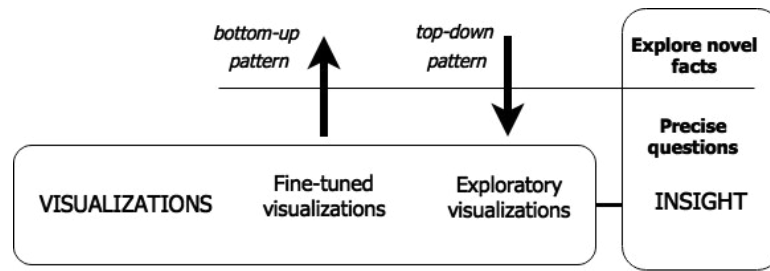 bottom-up
pattern
top-down
pattern
Explore novel
facts
Precise
questions
VISUALIZATIONS
Fine-tuned
visualizations
Exploratory
visualizations
INSIGHT